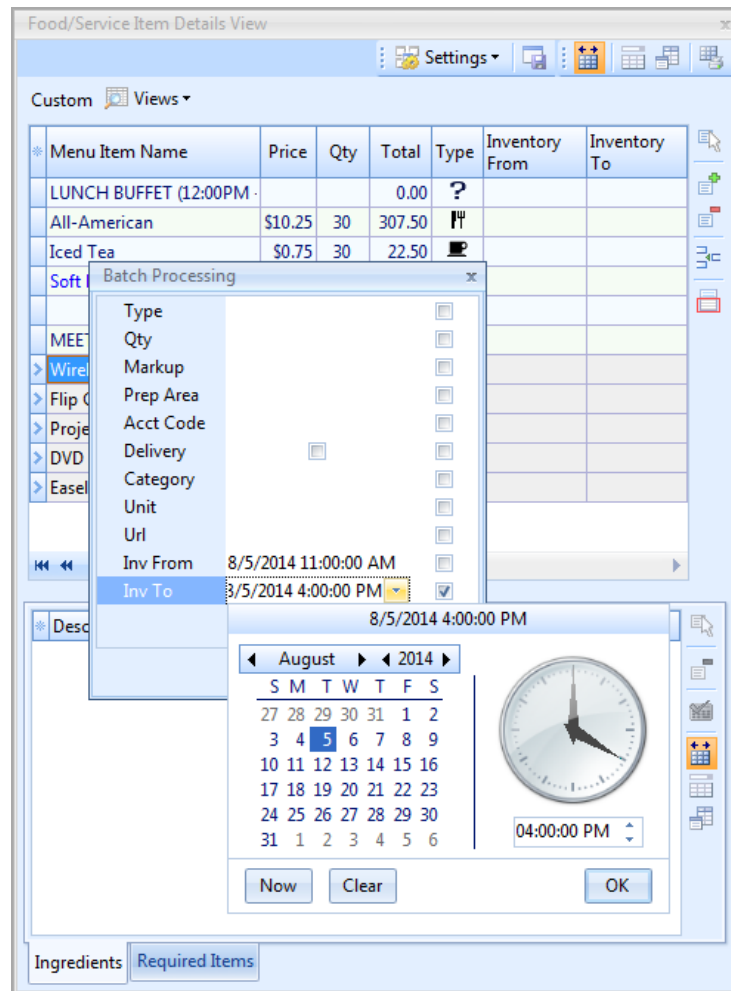 Food/Service Item Details View x
Settings
Custom Views
Menu Item Name Price Qty Total Type Inventory From Inventory To
LUNCH BUFFET (12:00PM - 0.00 ?
All-American $10.25 30 307.50
Iced Tea $0.75 30 22.50
Soft
Batch Processing x
Type
MEET
Qty
Wirel
Markup
Flip
Prep Area
Proje
Acct Code
DVD
Delivery
Easel
Category
Unit
Url
Inv From 8/5/2014 11:00:00 AM
Inv To 8/5/2014 4:00:00 PM
Desc
8/5/2014 4:00:00 PM
August 2014
S M T W T F S
27 28 29 30 31 1 2
3 4 5 6 7 8 9
10 11 12 13 14 15 16
17 18 19 20 21 22 23
24 25 26 27 28 29 30
31 1 2 3 4 5 6
04:00:00 PM
Now Clear OK
Ingredients Required Items